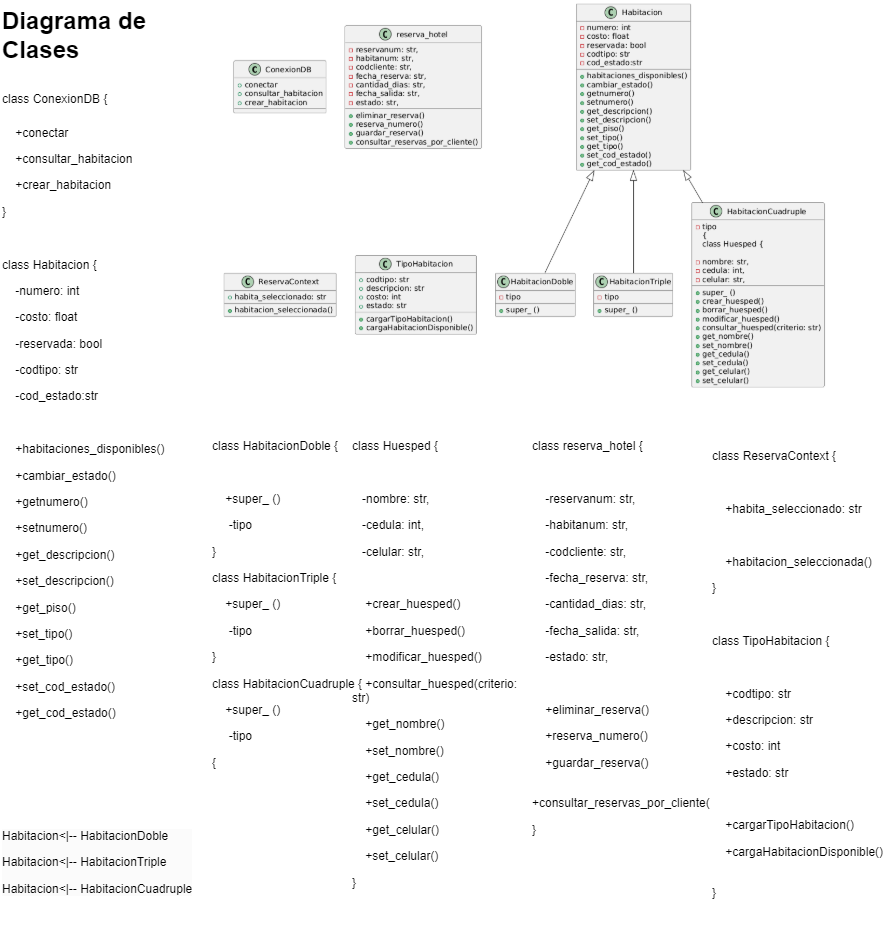 Diagrama de
Clases
class ConexionDB {
+conectar
+consultar_habitacion
+crear_habitacion
}
class Habitacion {
-numero: int
-costo: float
-reservada: bool
-codtipo: str
-cod_estado:str
+habitaciones_disponibles()
+cambiar_estado()
+getnumero()
+setnumero()
+get_descripcion()
+set_descripcion()
+get_piso()
+set_tipo()
+get_tipo()
+set_cod_estado()
+get_cod_estado()
Habitacion<|-- HabitacionDoble
Habitacion<|-- HabitacionTriple
Habitacion<|-- HabitacionCuadruple
C ConexionDB
conectar
consultar_habitacion
crear_habitacion
C reserva_hotel
reservanum: str,
habitanum: str,
codcliente: str,
fecha_reserva: str,
cantidad_dias: str,
fecha_salida: str,
estado: str,
eliminar_reserva()
reserva_numero()
guardar_reserva()
consultar_reservas_por_cliente()
C Habitacion
numero: int
costo: float
reservada: bool
codtipo: str
cod_estado:str
habitaciones_disponibles()
cambiar_estado()
getnumero()
setnumero()
get_descripcion()
set_descripcion()
get_piso()
set_tipo()
get_tipo()
set_cod_estado()
get_cod_estado()
C ReservaContext
habita_seleccionado: str
habitacion_seleccionada()
C TipoHabitacion
codtipo: str
descripcion: str
costo: int
estado: str
cargarTipoHabitacion()
cargaHabitacionDisponible()
C HabitacionDoble
tipo
super_ ()
C HabitacionTriple
tipo
super_ ()
C HabitacionCuadruple
tipo
{
class Huesped {
nombre: str,
cedula: int,
celular: str,
super_ ()
crear_huesped()
borrar_huesped()
modificar_huesped()
consultar_huesped(criterio: str)
get_nombre()
set_nombre()
get_cedula()
set_cedula()
get_celular()
set_celular()
class HabitacionDoble {
+super_ ()
-tipo
}
class HabitacionTriple {
+super_ ()
-tipo
}
class HabitacionCuadruple {
+super_ ()
-tipo
{
class Huesped {
-nombre: str,
-cedula: int,
-celular: str,
+crear_huesped()
+borrar_huesped()
+modificar_huesped()
+consultar_huesped(criterio:
str)
+get_nombre()
+set_nombre()
+get_cedula()
+set_cedula()
+get_celular()
+set_celular()
}
class reserva_hotel {
-reservanum: str,
-habitanum: str,
-codcliente: str,
-fecha_reserva: str,
-cantidad_dias: str,
-fecha_salida: str,
-estado: str,
+eliminar_reserva()
+reserva_numero()
+guardar_reserva()
+consultar_reservas_por_cliente(
}
class ReservaContext {
+habita_seleccionado: str
+habitacion_seleccionada()
}
class TipoHabitacion {
+codtipo: str
+descripcion: str
+costo: int
+estado: str
+cargarTipoHabitacion()
+cargaHabitacionDisponible()
}